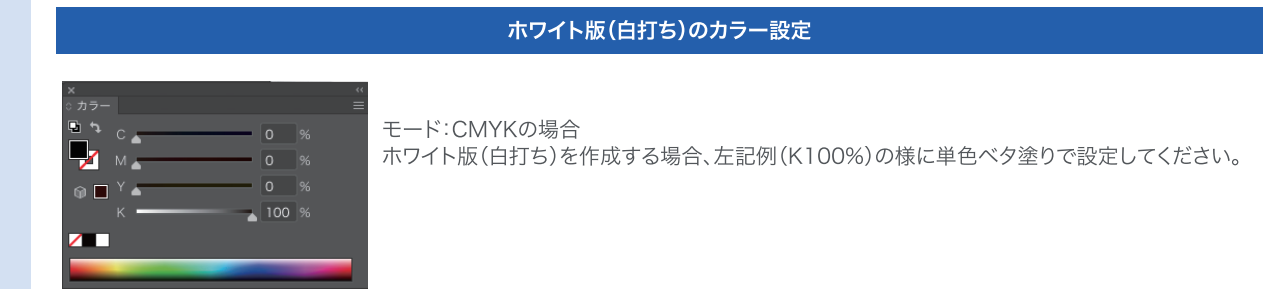 ホワイト版(白打ち)のカラー設定
カラー
C 0 %
M 0 %
Y 0 %
K 100 %
モード:CMYKの場合
ホワイト版(白打ち)を作成する場合、左記例(K100%)の様に単色ベタ塗りで設定してください。